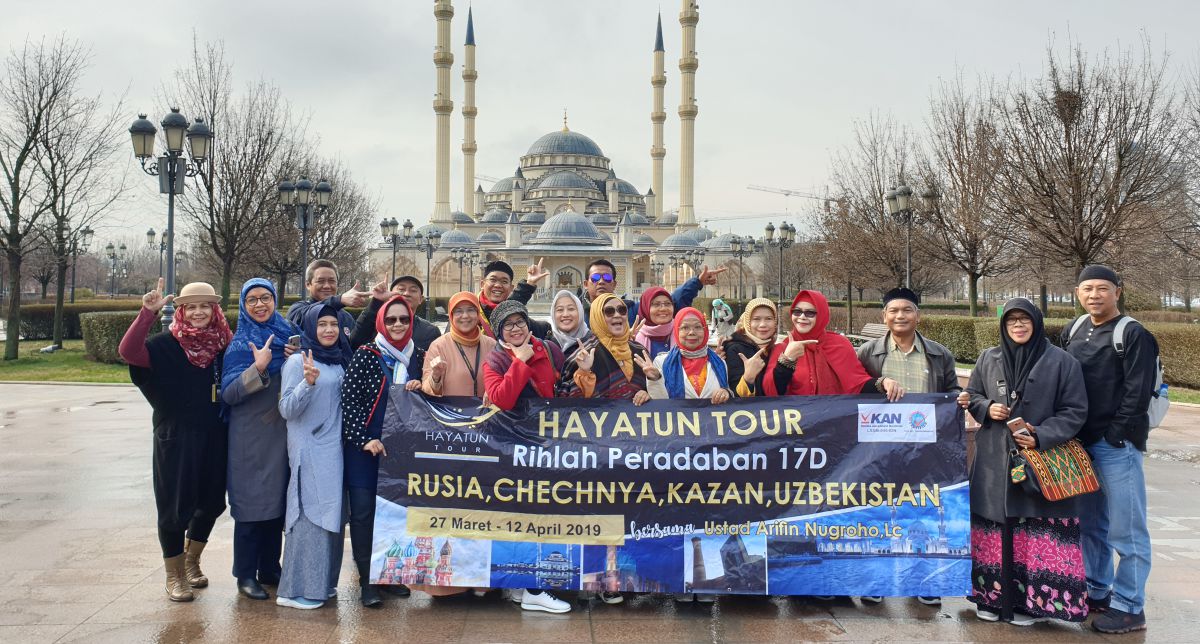 HAYATUN
TOUR
HAYATUN TOUR
Rihlah Peradaban 17D
RUSIA,CHECHNYA,KAZAN,UZBEKISTAN
27 Maret - 12 April 2019
bersama Ustad Arifin Nugroho,Lc
KAN